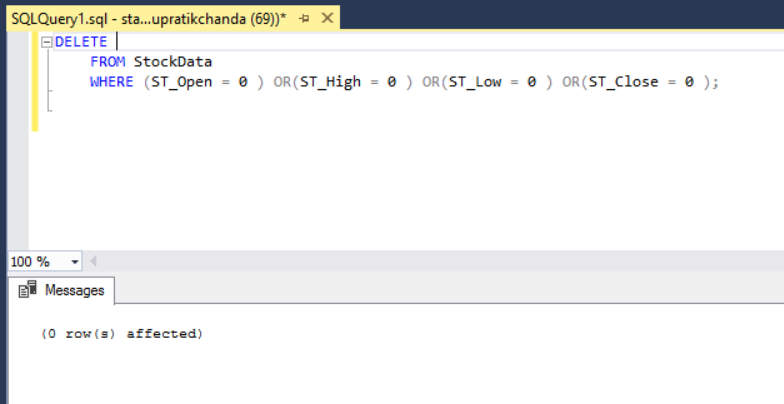 SQLQuery1.sql - sta...upratikchanda (69))*
DELETE
FROM StockData
WHERE (ST_Open = 0 ) OR(ST_High = 0 ) OR(ST_Low = 0 ) OR(ST_Close = 0 );
100 %
Messages
(0 row(s) affected)